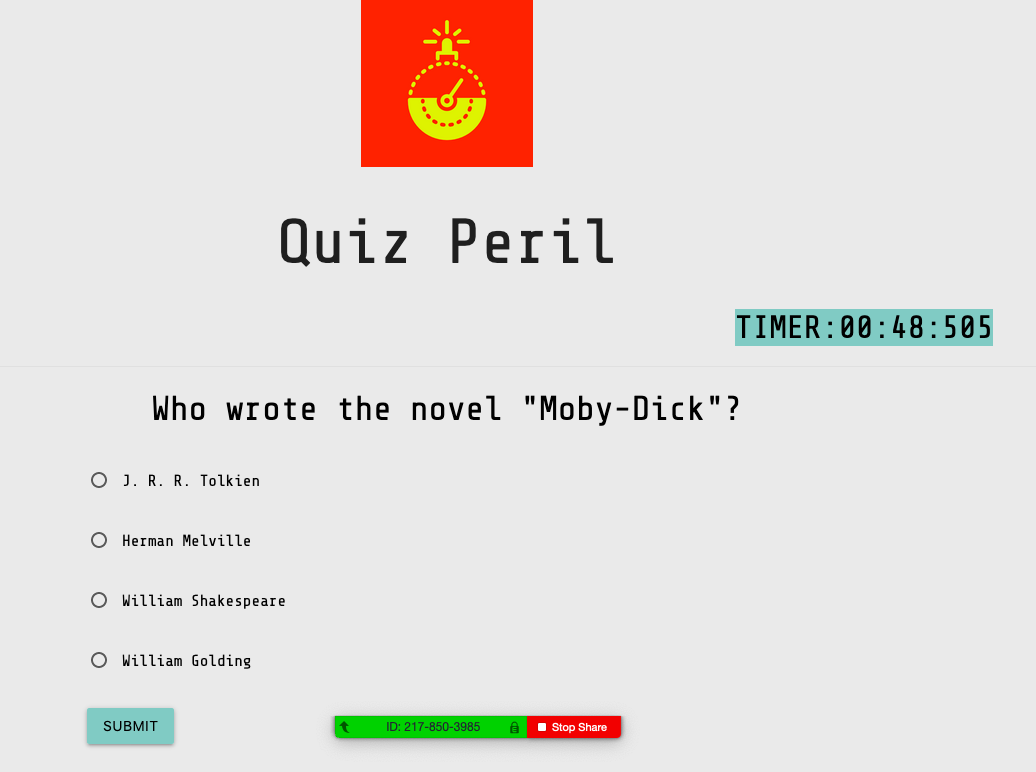 Quiz Peril
TIMER:00:48:505
Who wrote the novel "Moby-Dick"?
J. R. R. Tolkien
Herman Melville
William Shakespeare
William Golding
SUBMIT
ID: 217-850-3985
Stop Share